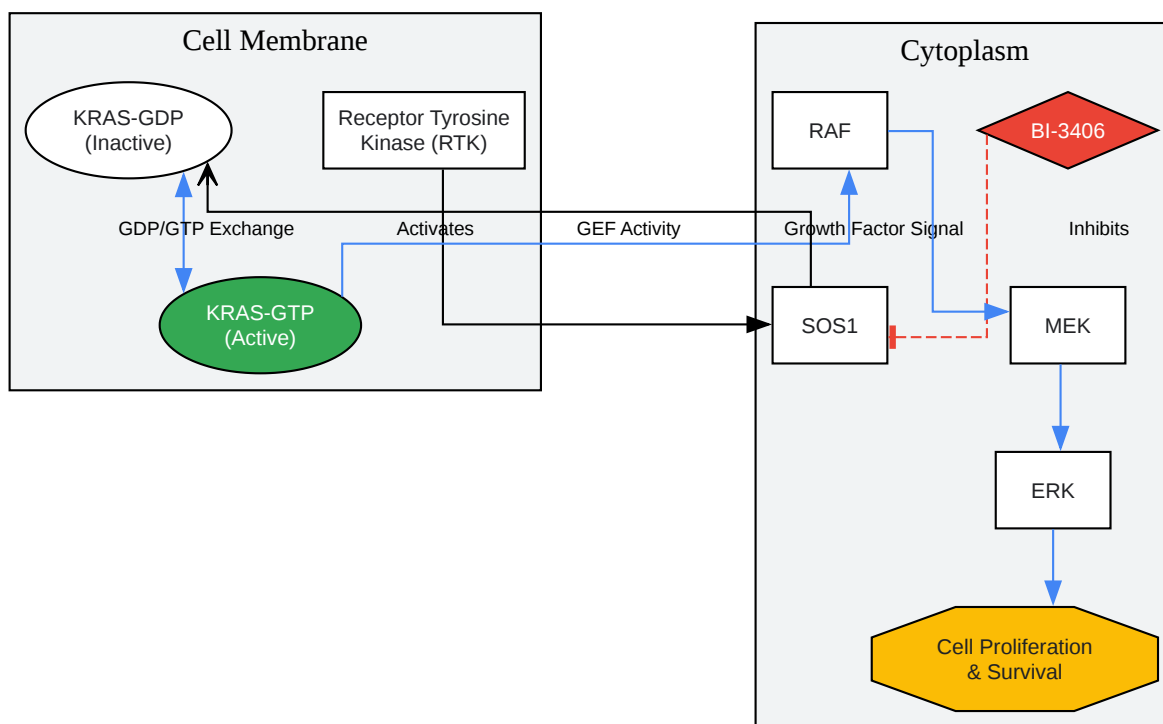 Cell Membrane
KRAS-GDP
(Inactive)
Receptor Tyrosine
Kinase (RTK)
GDP/GTP Exchange
Activates
GEF Activity
KRAS-GTP
(Active)
Cytoplasm
RAF
BI-3406
Growth Factor Signal
Inhibits
SOS1
MEK
ERK
Cell Proliferation
& Survival